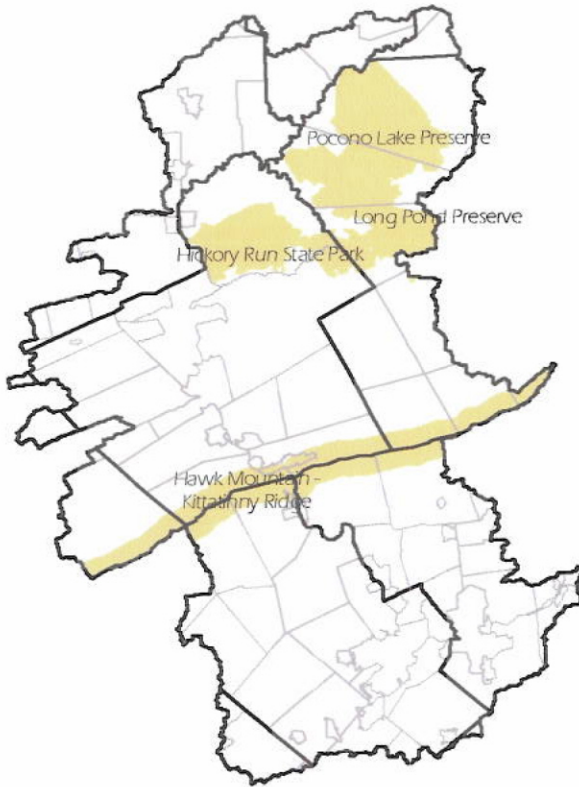 Pocono Lake Preserve
Long Pond Preserve
Hickory Run State Park
Hawk Mountain -
Kittatinny Ridge